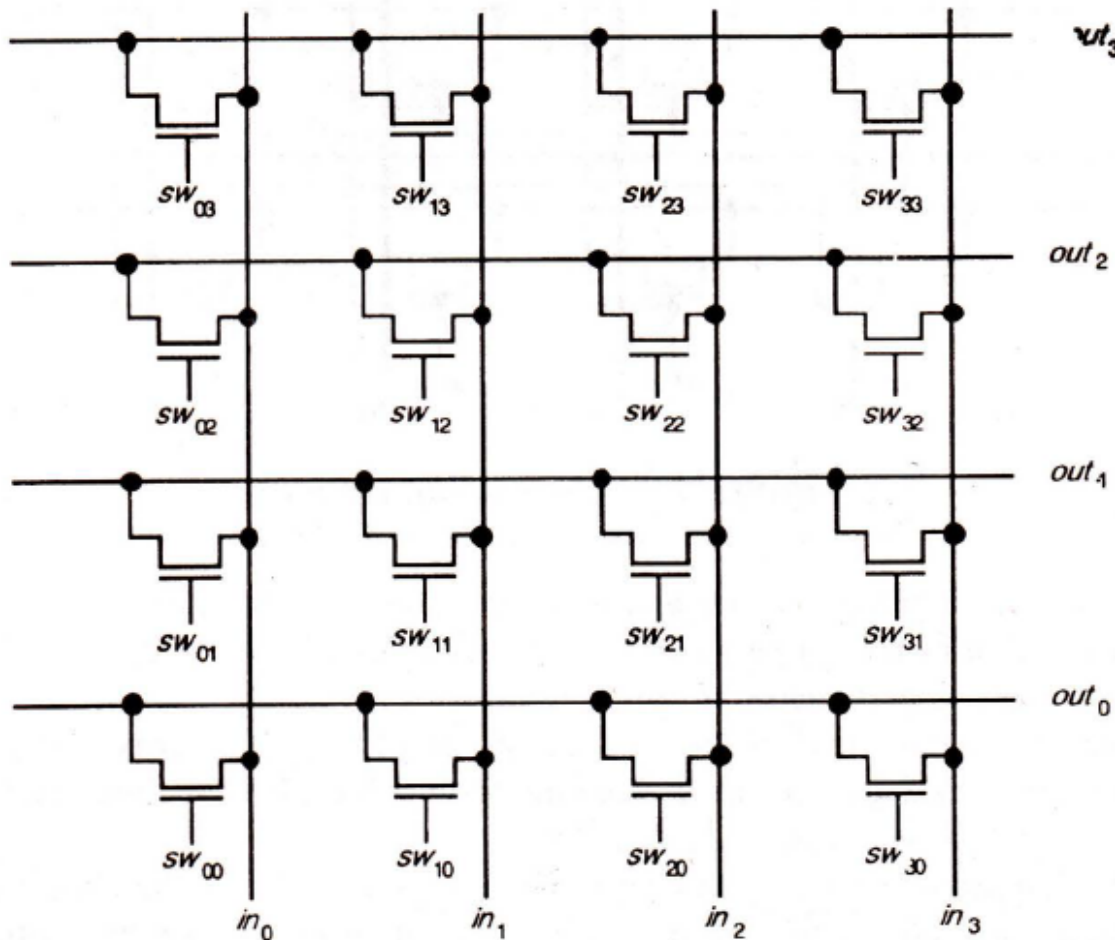 out₃
sw₀₃ sw₁₃ sw₂₃ sw₃₃
out₂
sw₀₂ sw₁₂ sw₂₂ sw₃₂
out₁
sw₀₁ sw₁₁ sw₂₁ sw₃₁
out₀
sw₀₀ sw₁₀ sw₂₀ sw₃₀
in₀ in₁ in₂ in₃